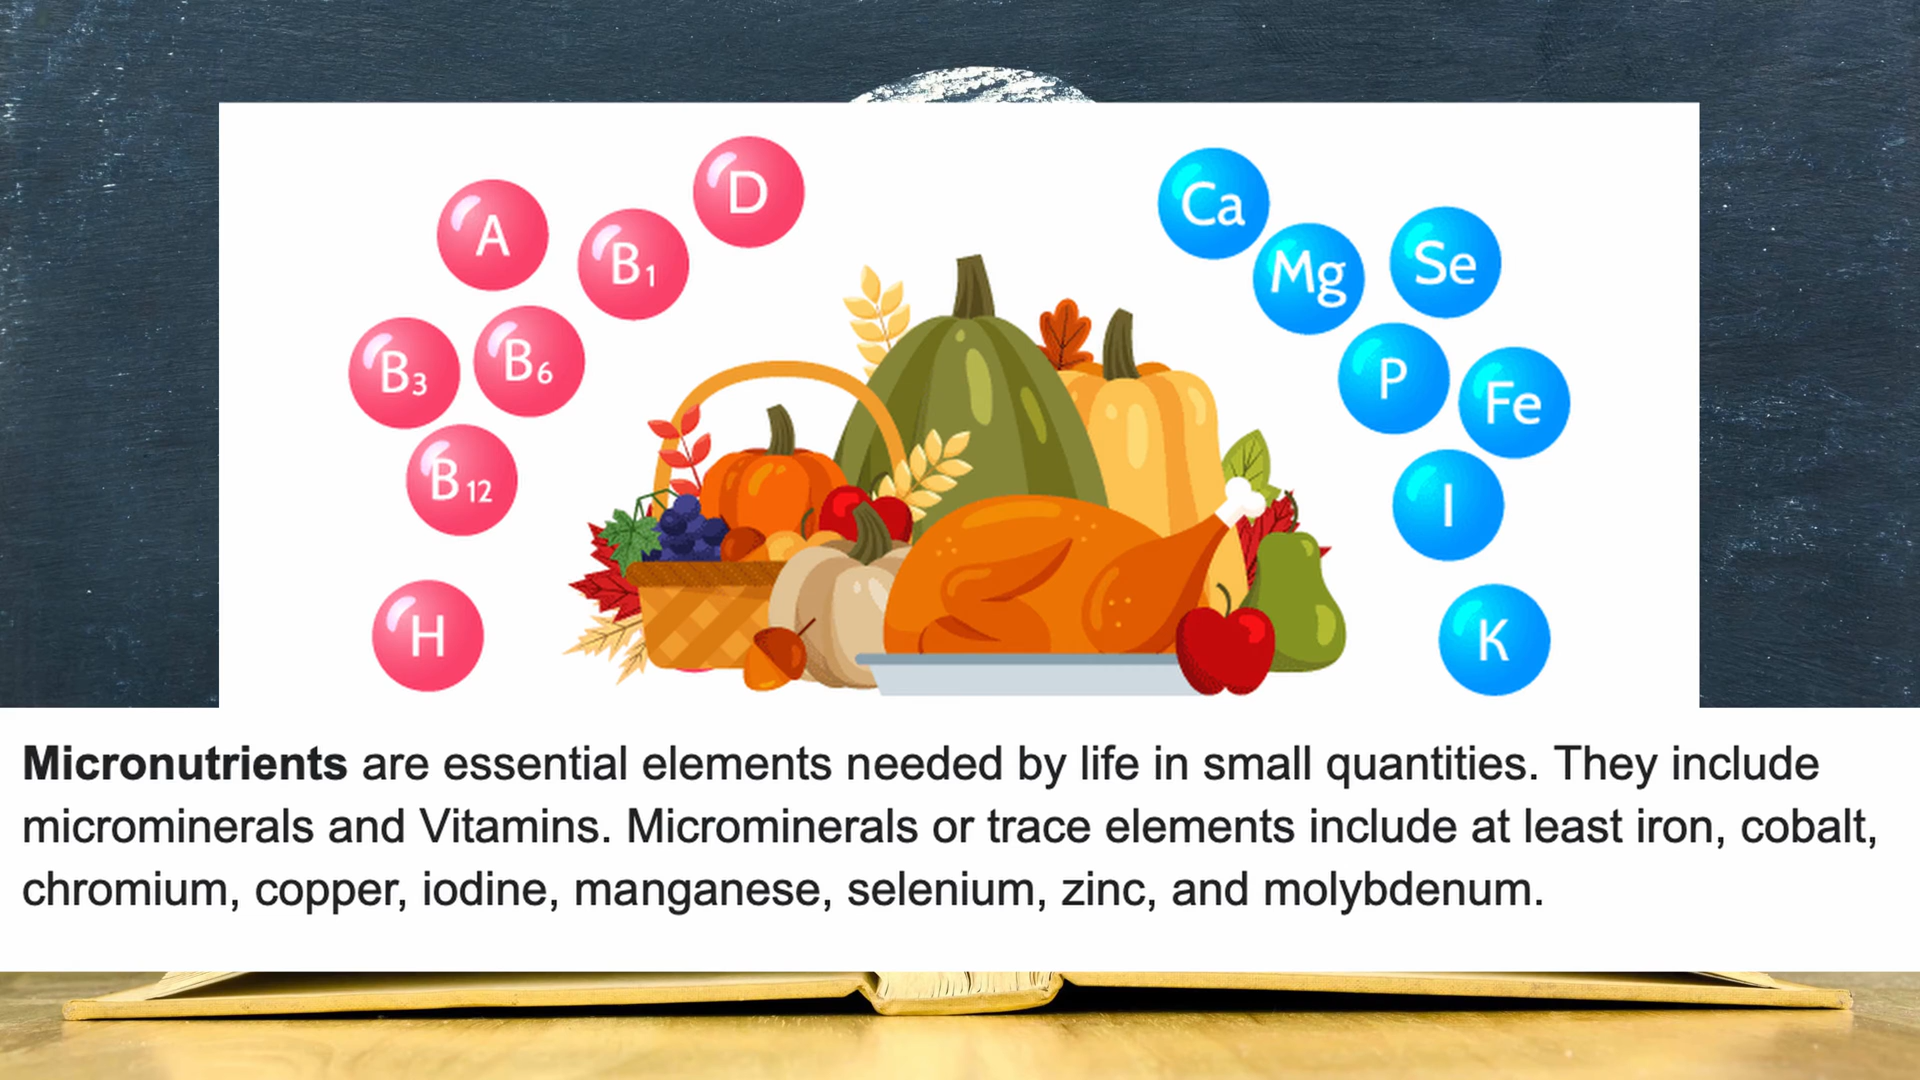 D
A
B1
B3
B6
B12
H
Ca
Mg
Se
P
Fe
I
K
Micronutrients are essential elements needed by life in small quantities. They include
microminerals and Vitamins. Microminerals or trace elements include at least iron, cobalt,
chromium, copper, iodine, manganese, selenium, zinc, and molybdenum.